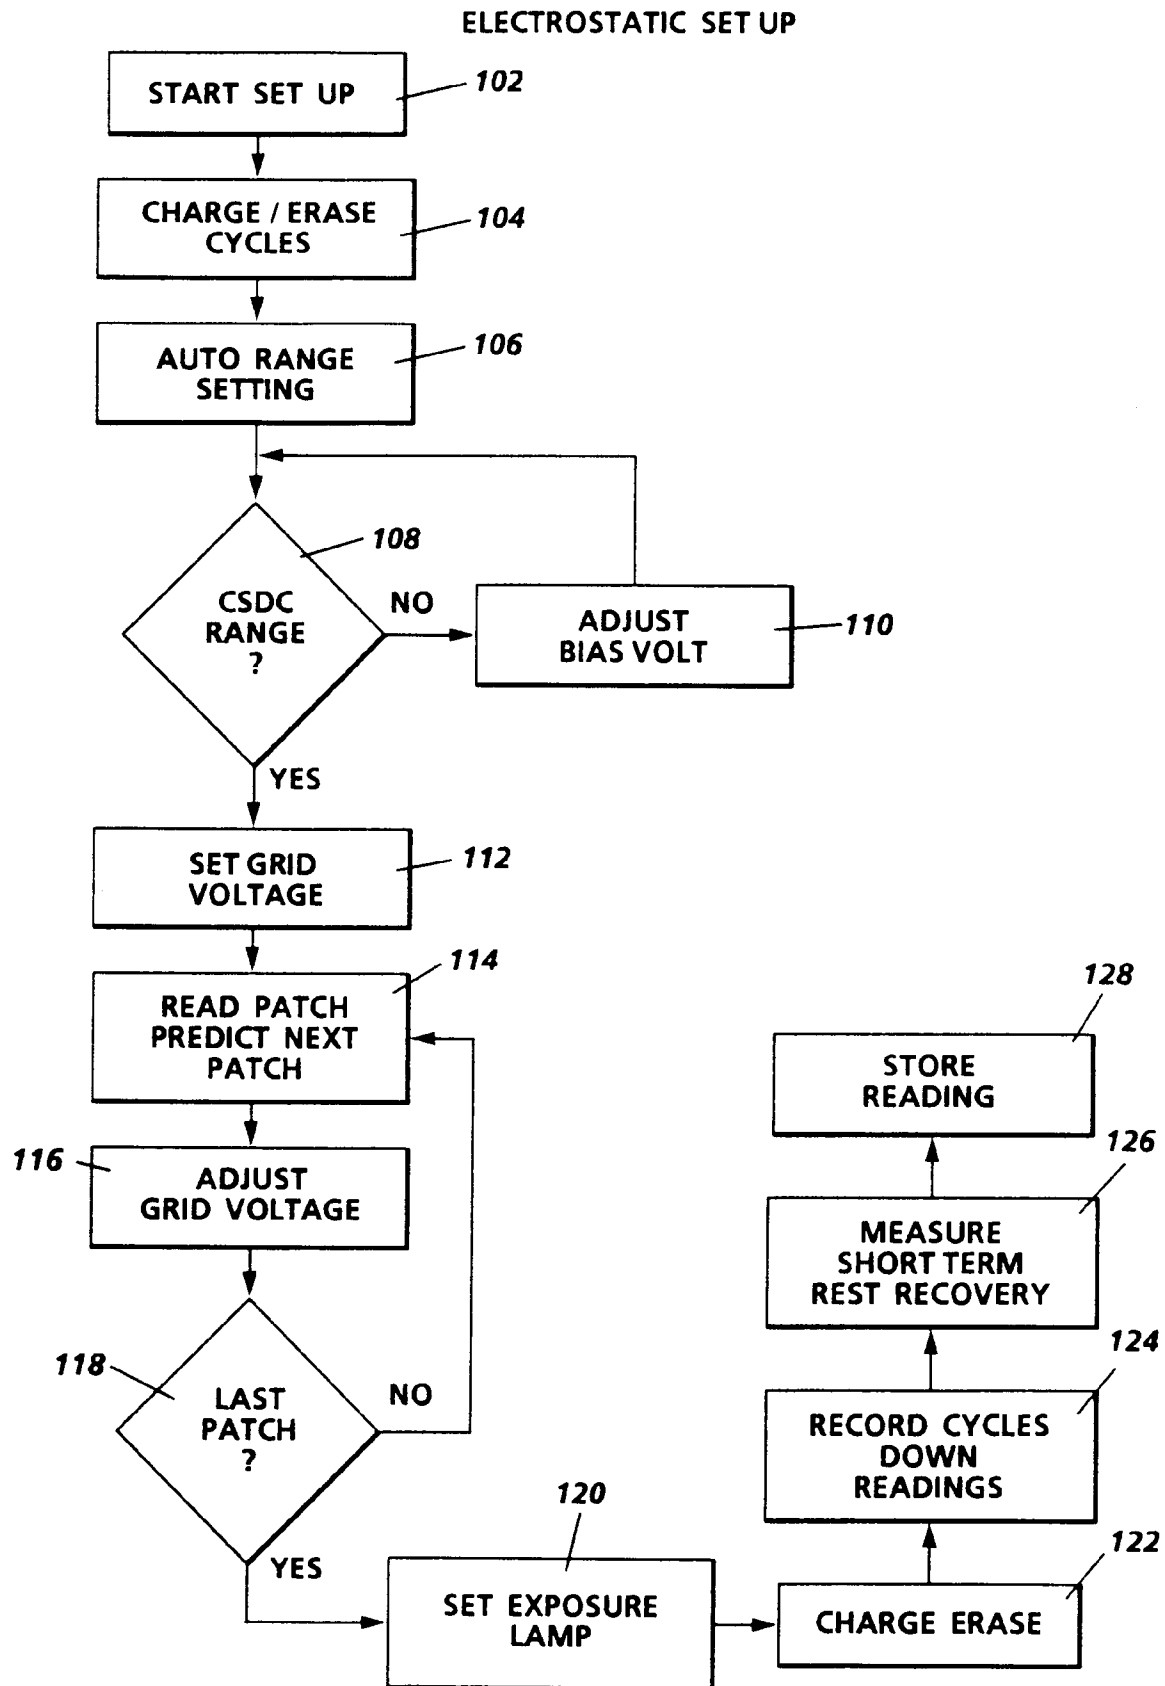 ELECTROSTATIC SET UP
START SET UP
102
CHARGE / ERASE
CYCLES
104
AUTO RANGE
SETTING
106
108
CSDC
RANGE
?
NO
ADJUST
BIAS VOLT
110
YES
SET GRID
VOLTAGE
112
114
READ PATCH
PREDICT NEXT
PATCH
116
ADJUST
GRID VOLTAGE
118
LAST
PATCH
?
NO
YES
120
SET EXPOSURE
LAMP
122
CHARGE ERASE
124
RECORD CYCLES
DOWN
READINGS
126
MEASURE
SHORT TERM
REST RECOVERY
128
STORE
READING